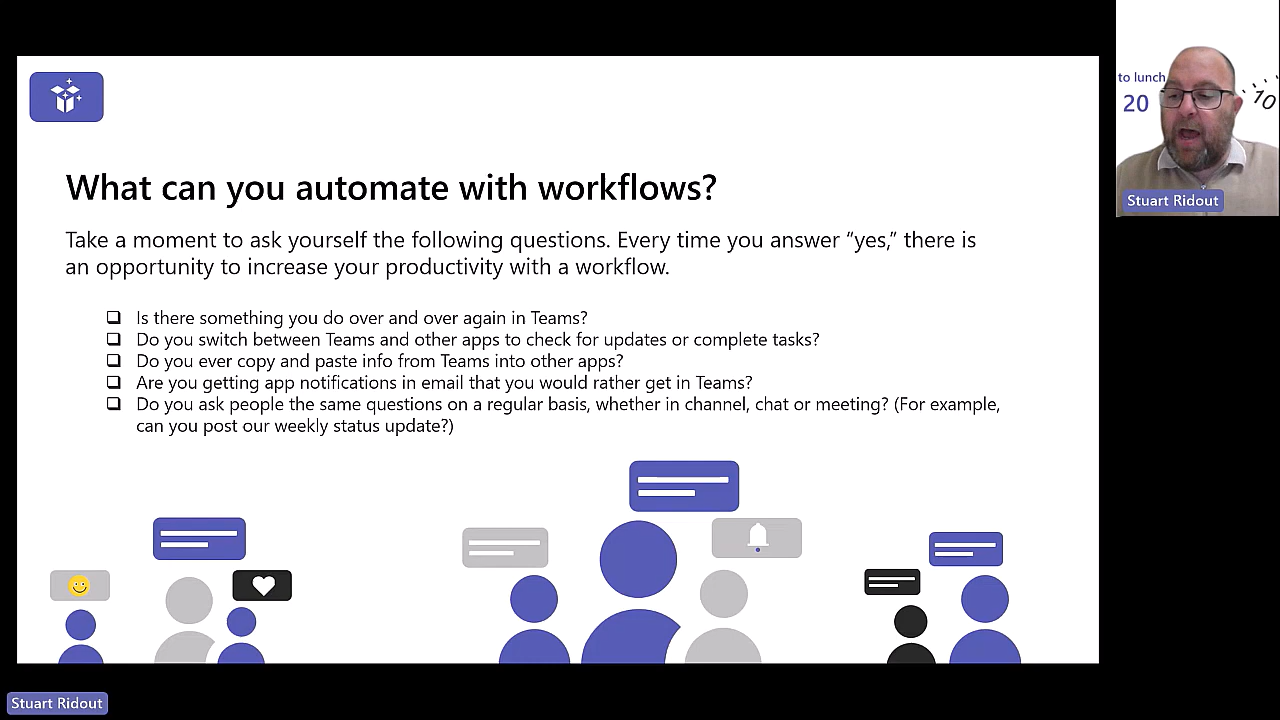 What can you automate with workflows?
Take a moment to ask yourself the following questions. Every time you answer “yes,” there is
an opportunity to increase your productivity with a workflow.
❑ Is there something you do over and over again in Teams?
❑ Do you switch between Teams and other apps to check for updates or complete tasks?
❑ Do you ever copy and paste info from Teams into other apps?
❑ Are you getting app notifications in email that you would rather get in Teams?
❑ Do you ask people the same questions on a regular basis, whether in channel, chat or meeting? (For example,
can you post our weekly status update?)
to lunch
20
10
Stuart Ridout
Stuart Ridout